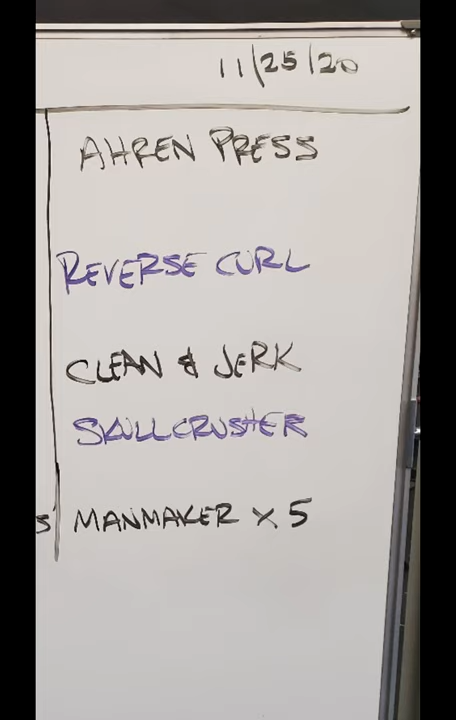 11/25/20
AHREN PRESS
REVERSE CURL
CLEAN & JERK
SKULLCRUSHER
S MANMAKER X 5